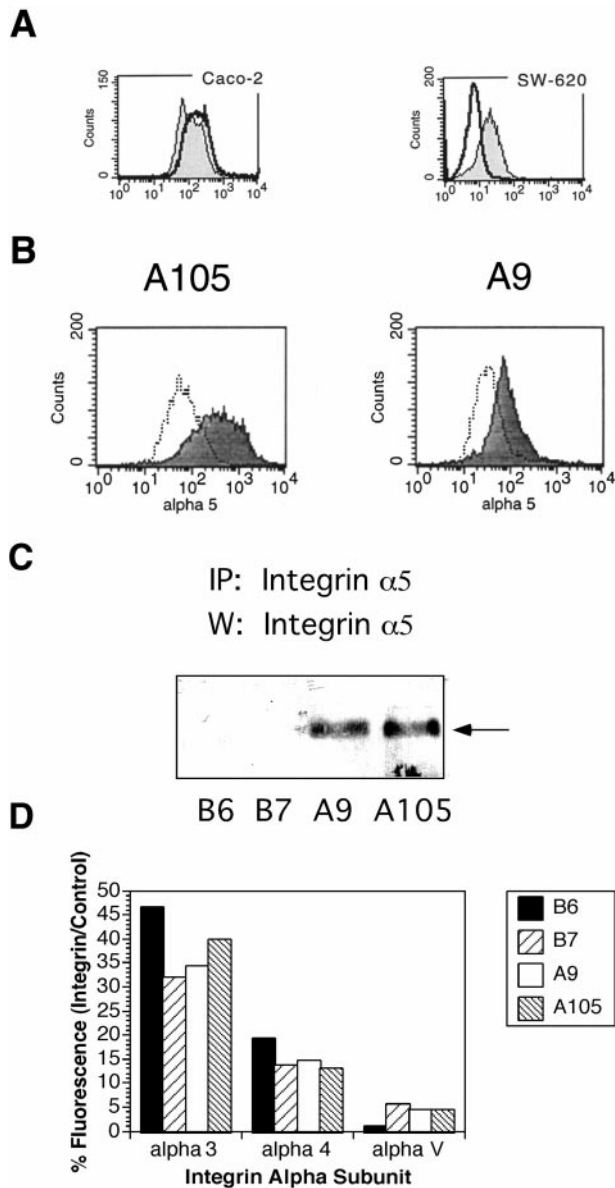 A
Caco-2
150
Counts
0
10^0 10^1 10^2 10^3 10^4
SW-620
200
Counts
0
10^0 10^1 10^2 10^3 10^4
B
A105
200
Counts
0
10^0 10^1 10^2 10^3 10^4
alpha 5
A9
200
Counts
0
10^0 10^1 10^2 10^3 10^4
alpha 5
C
IP: Integrin α5
W: Integrin α5
B6 B7 A9 A105
D
% Fluorescence (Integrin/Control)
50
45
40
35
30
25
20
15
10
5
0
alpha 3 alpha 4 alpha V
Integrin Alpha Subunit
B6
B7
A9
A105